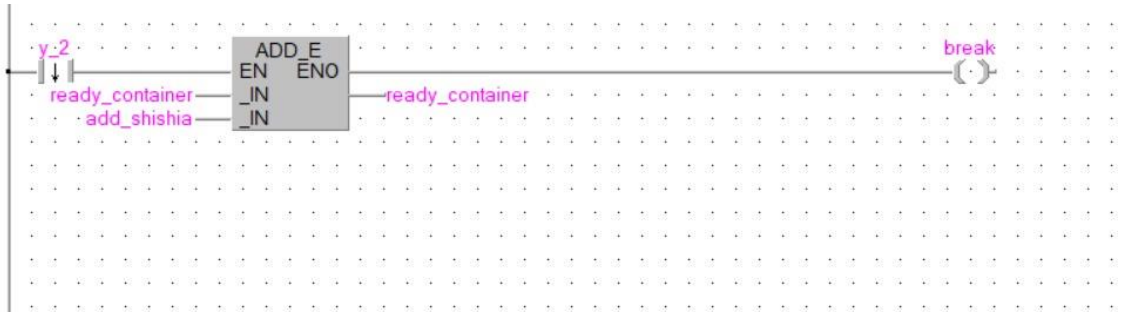 y_2
ADD_E
break
EN ENO
ready_container _IN ready_container
add_shishia _IN